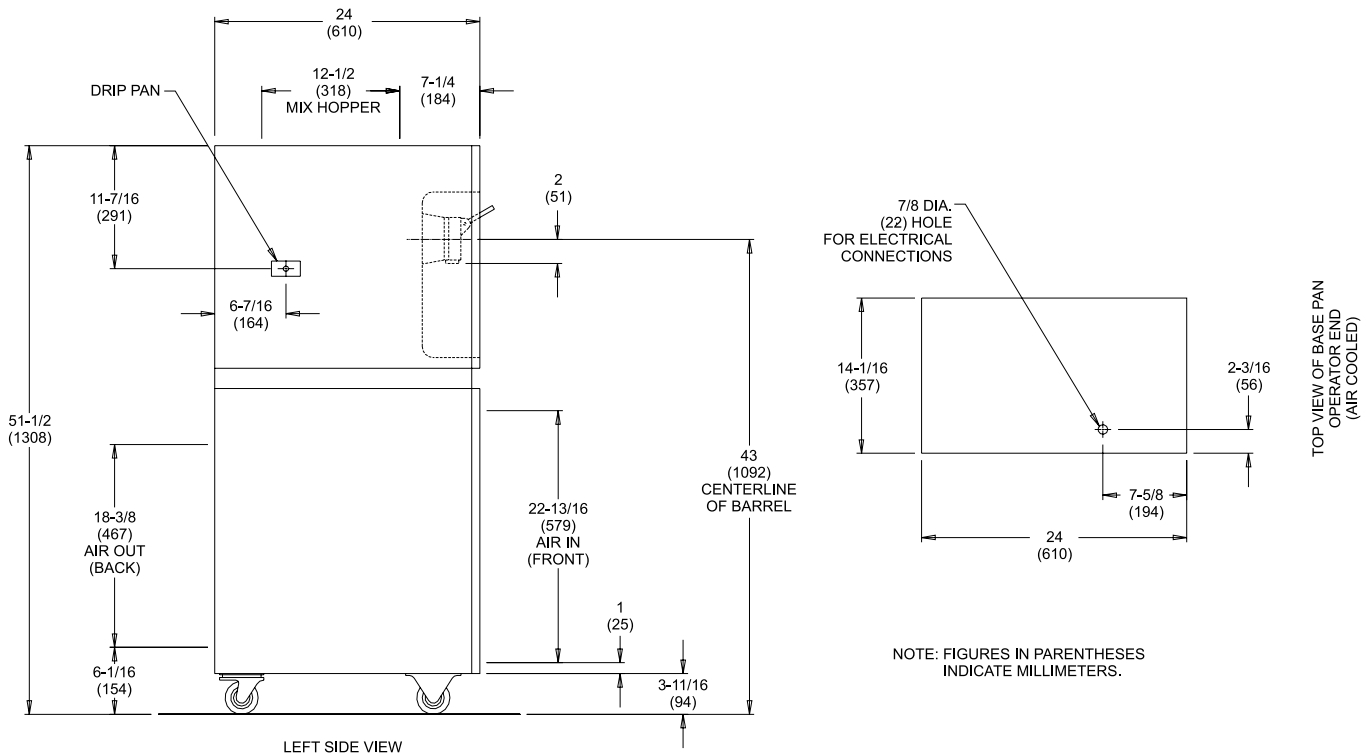 24
(610)
12-1/2
(318)
MIX HOPPER
7-1/4
(184)
DRIP PAN
11-7/16
(291)
2
(51)
6-7/16
(164)
51-1/2
(1308)
43
(1092)
CENTERLINE
OF BARREL
18-3/8
(467)
AIR OUT
(BACK)
22-13/16
(579)
AIR IN
(FRONT)
1
(25)
6-1/16
(154)
3-11/16
(94)
LEFT SIDE VIEW
7/8 DIA.
(22) HOLE
FOR ELECTRICAL
CONNECTIONS
14-1/16
(357)
2-3/16
(56)
7-5/8
(194)
24
(610)
TOP VIEW OF BASE PAN
OPERATOR END
(AIR COOLED)
NOTE: FIGURES IN PARENTHESES
INDICATE MILLIMETERS.